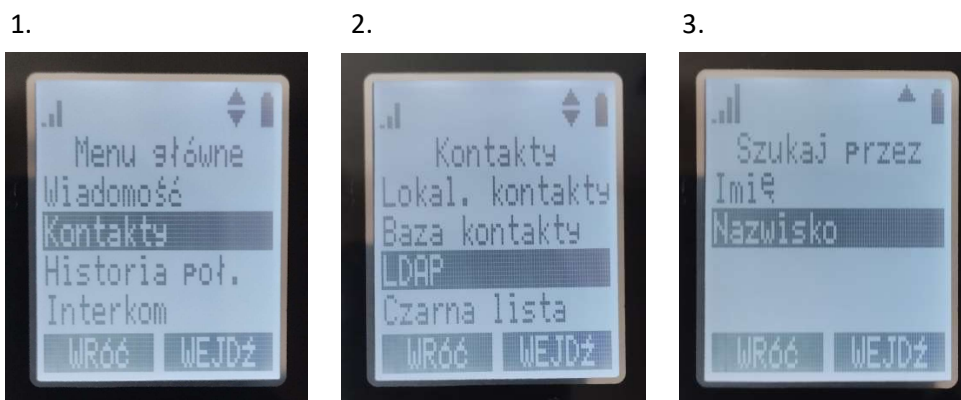 1.
2.
3.
Menu główne
Wiadomość
Kontakty
Historia poł.
Interkom
WRÓĆ WEJDŹ
Kontakty
Lokal. kontakty
Baza kontakty
LDAP
Czarna lista
WRÓĆ WEJDŹ
Szukaj przez
Imię
Nazwisko
WRÓĆ WEJDŹ